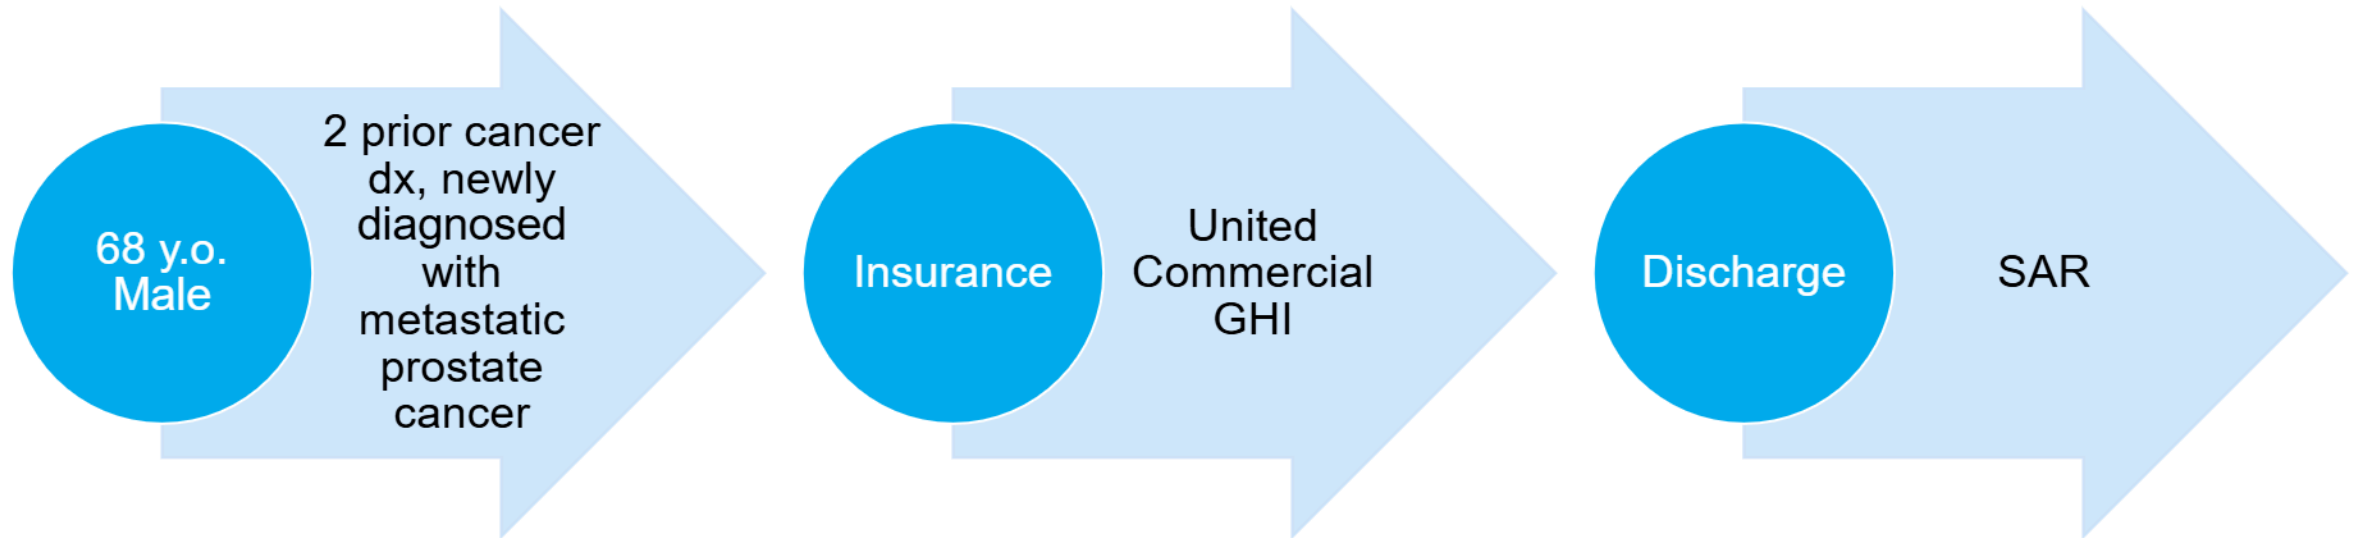 68 y.o.
Male
2 prior cancer
dx, newly
diagnosed
with
metastatic
prostate
cancer
Insurance
United
Commercial
GHI
Discharge
SAR